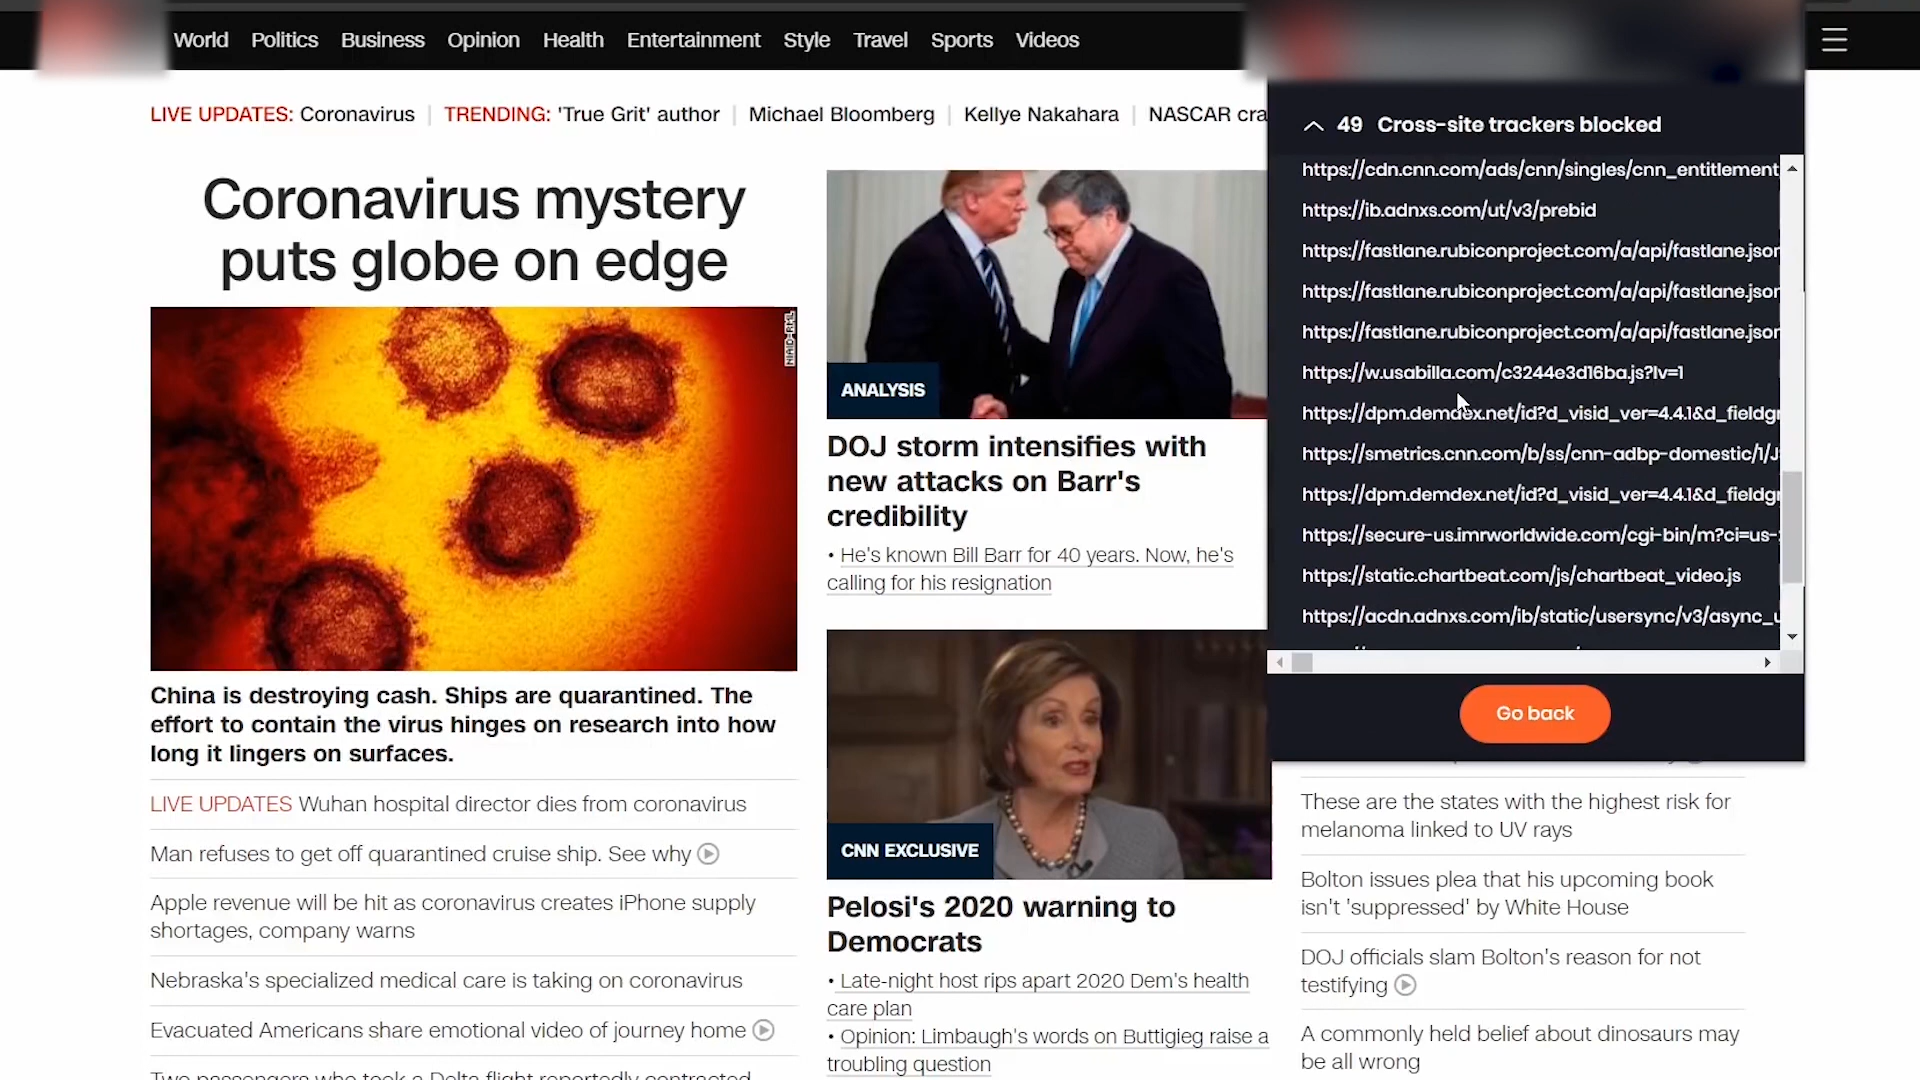 World Politics Business Opinion Health Entertainment Style Travel Sports Videos
LIVE UPDATES: Coronavirus | TRENDING: 'True Grit' author | Michael Bloomberg | Kellye Nakahara | NASCAR cra
Coronavirus mystery
puts globe on edge
NIAID-RML
China is destroying cash. Ships are quarantined. The
effort to contain the virus hinges on research into how
long it lingers on surfaces.
LIVE UPDATES Wuhan hospital director dies from coronavirus
Man refuses to get off quarantined cruise ship. See why
Apple revenue will be hit as coronavirus creates iPhone supply
shortages, company warns
Nebraska's specialized medical care is taking on coronavirus
Evacuated Americans share emotional video of journey home
Two passengers who took a Delta flight reportedly contracted
ANALYSIS
DOJ storm intensifies with
new attacks on Barr's
credibility
• He's known Bill Barr for 40 years. Now, he's
calling for his resignation
CNN EXCLUSIVE
Pelosi's 2020 warning to
Democrats
• Late-night host rips apart 2020 Dem's health
care plan
• Opinion: Limbaugh's words on Buttigieg raise a
troubling question
49 Cross-site trackers blocked
https://cdn.cnn.com/ads/cnn/singles/cnn_entitlement
https://ib.adnxs.com/ut/v3/prebid
https://fastlane.rubiconproject.com/a/api/fastlane.json
https://fastlane.rubiconproject.com/a/api/fastlane.json
https://fastlane.rubiconproject.com/a/api/fastlane.json
https://w.usabilla.com/c3244e3d16ba.js?lv=1
https://dpm.demdex.net/id?d_visid_ver=4.4.1&d_fieldgr
https://smetrics.cnn.com/b/ss/cnn-adbp-domestic/1/J
https://dpm.demdex.net/id?d_visid_ver=4.4.1&d_fieldgr
https://secure-us.imrworldwide.com/cgi-bin/m?ci=us-
https://static.chartbeat.com/js/chartbeat_video.js
https://acdn.adnxs.com/ib/static/usersync/v3/async_u
Go back
These are the states with the highest risk for
melanoma linked to UV rays
Bolton issues plea that his upcoming book
isn't 'suppressed' by White House
DOJ officials slam Bolton's reason for not
testifying
A commonly held belief about dinosaurs may
be all wrong